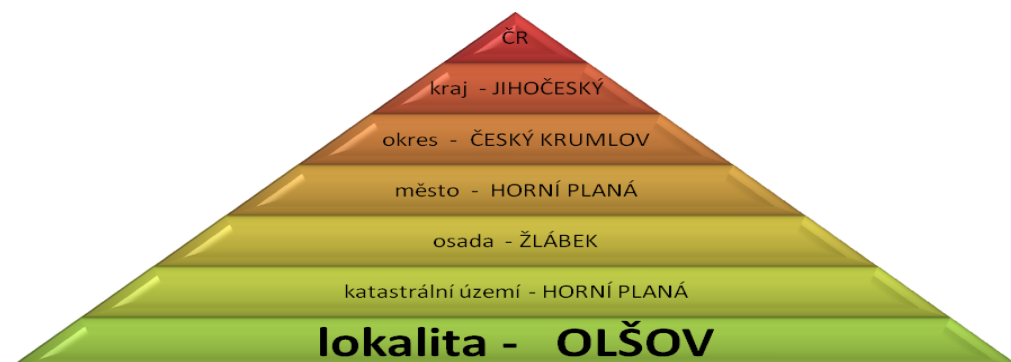 ČR
kraj - JIHOČESKÝ
okres - ČESKÝ KRUMLOV
město - HORNÍ PLANÁ
osada - ŽLÁBEK
katastrální území - HORNÍ PLANÁ
lokalita - OLŠOV